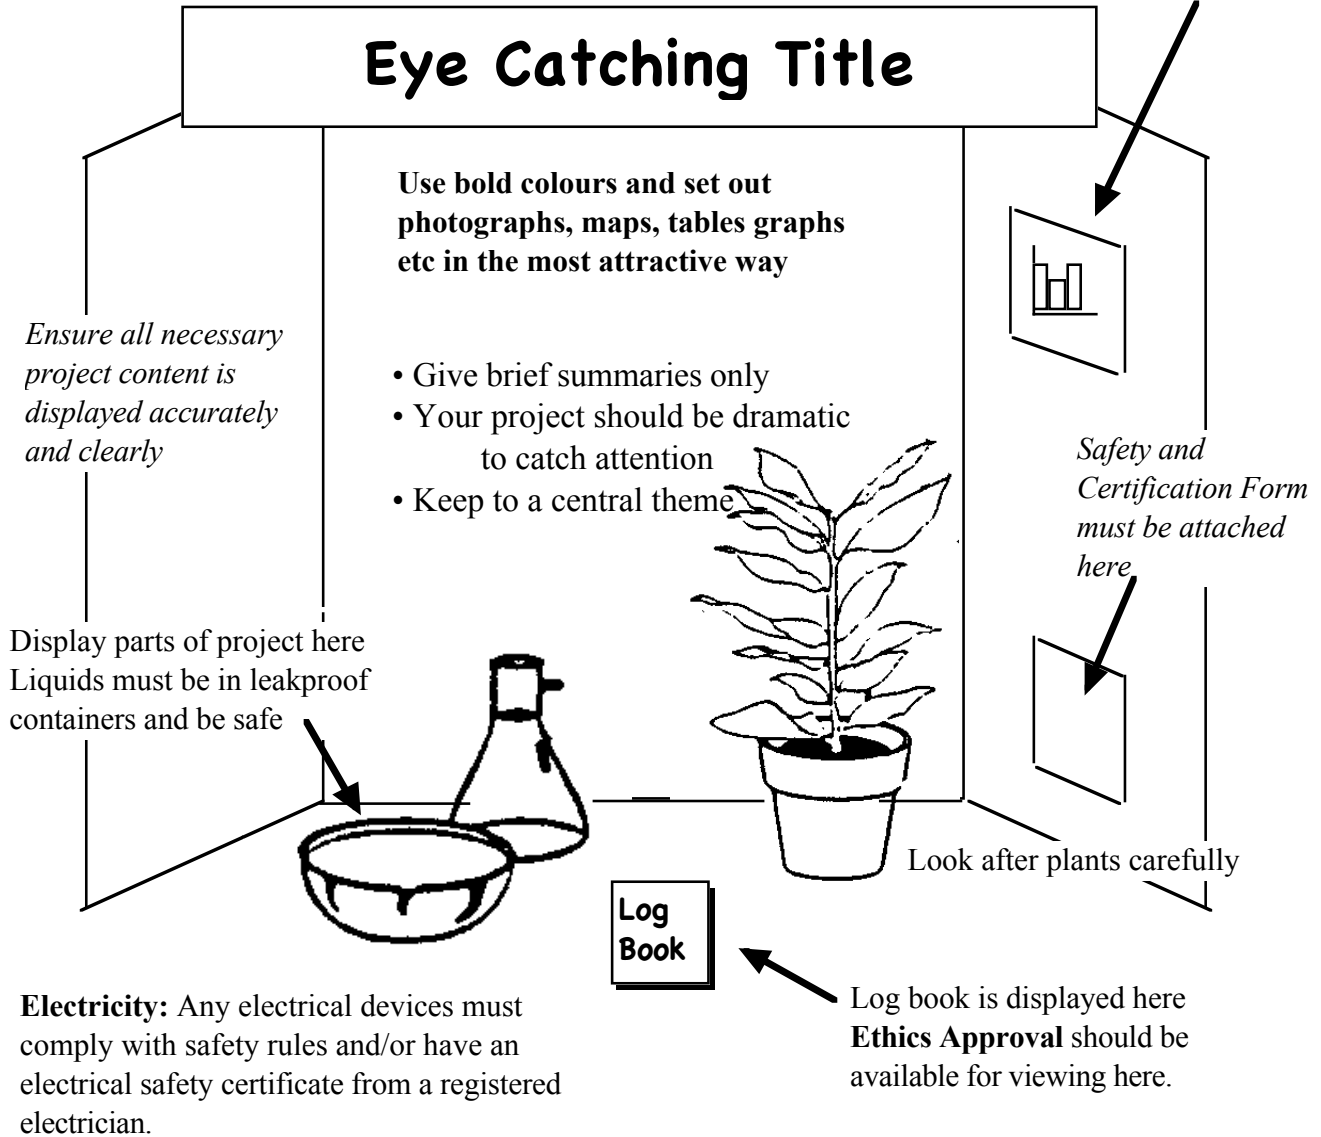 Eye Catching Title
Use bold colours and set out
photographs, maps, tables graphs
etc in the most attractive way
Ensure all necessary
project content is
displayed accurately
and clearly
• Give brief summaries only
• Your project should be dramatic
to catch attention
• Keep to a central theme
Safety and
Certification Form
must be attached
here
Display parts of project here
Liquids must be in leakproof
containers and be safe
Look after plants carefully
Log
Book
Electricity: Any electrical devices must
comply with safety rules and/or have an
electrical safety certificate from a registered
electrician.
Log book is displayed here
Ethics Approval should be
available for viewing here.